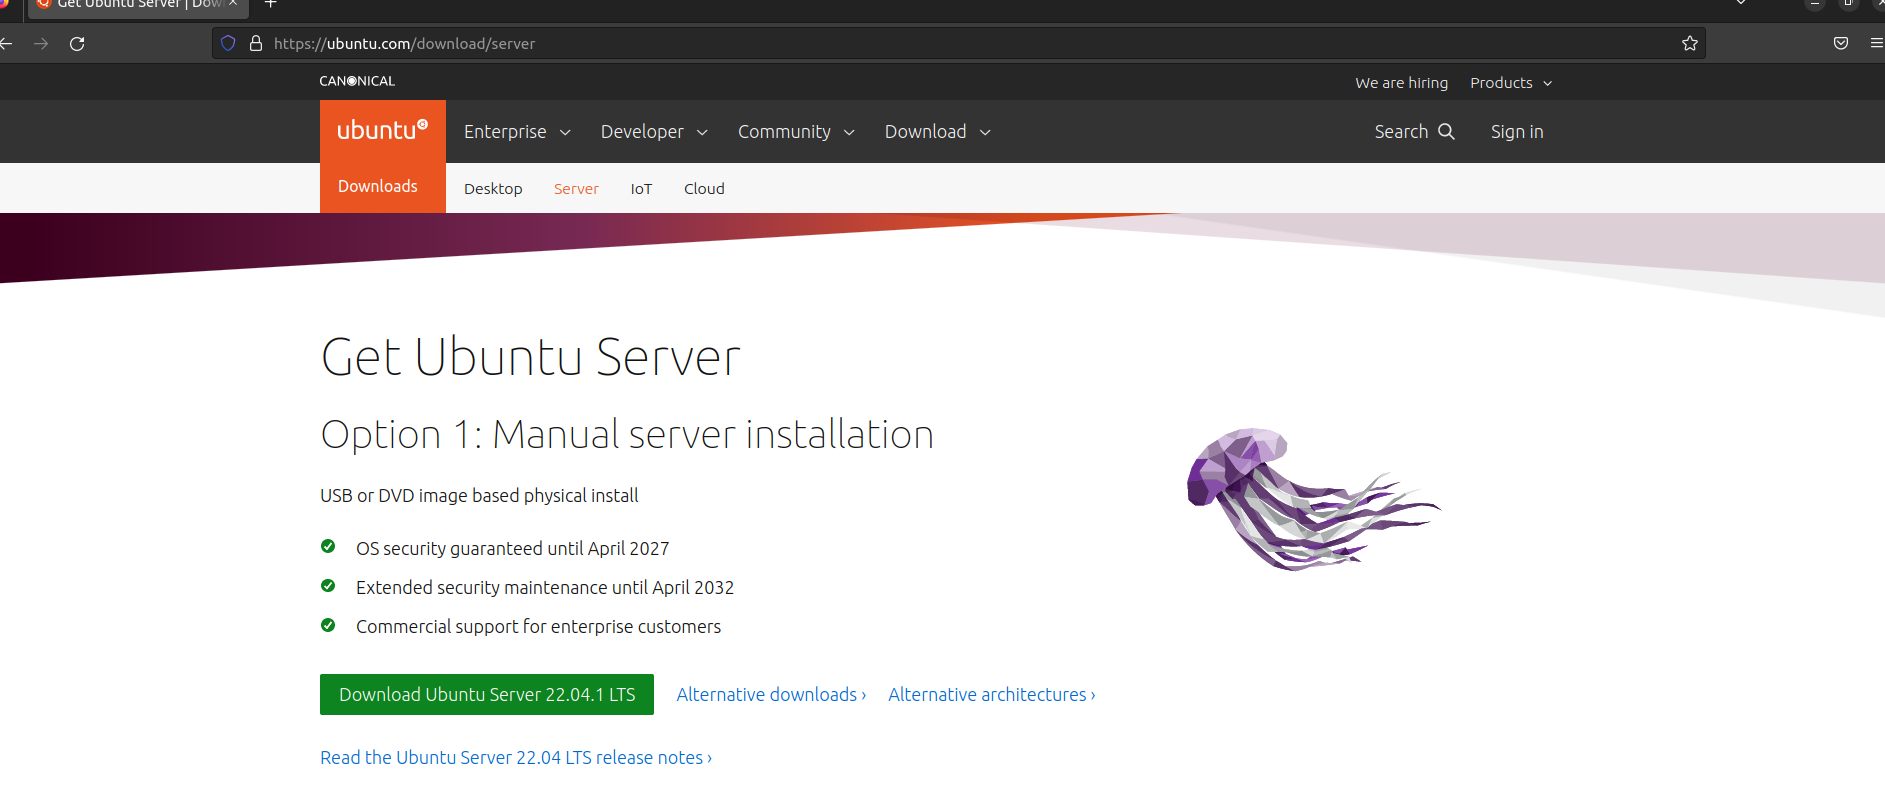 Get Ubuntu Server | Dow
https://ubuntu.com/download/server
CANONICAL
We are hiring Products
ubuntu
Enterprise Developer Community Download Search Sign in
Downloads Desktop Server IoT Cloud
Get Ubuntu Server
Option 1: Manual server installation
USB or DVD image based physical install
OS security guaranteed until April 2027
Extended security maintenance until April 2032
Commercial support for enterprise customers
Download Ubuntu Server 22.04.1 LTS Alternative downloads › Alternative architectures ›
Read the Ubuntu Server 22.04 LTS release notes ›